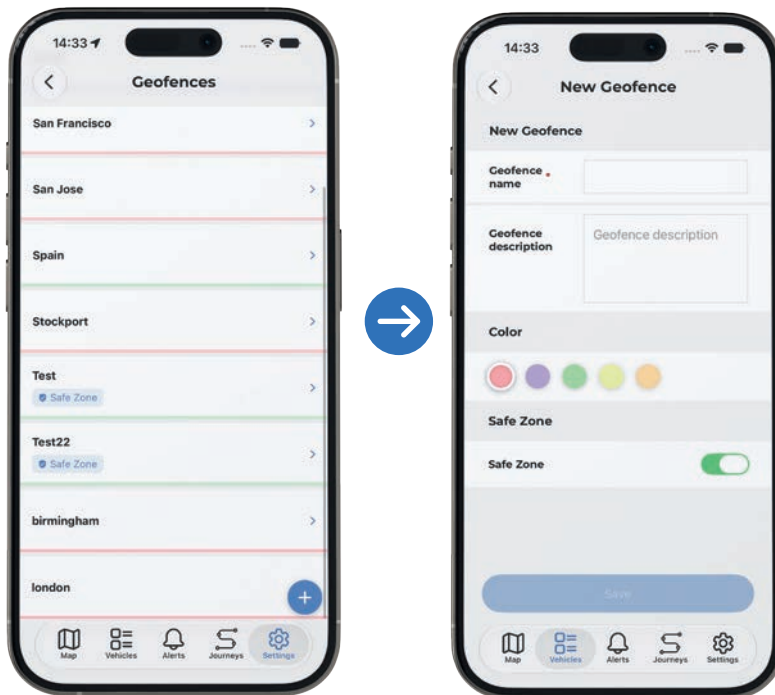 14:33
Geofences
San Francisco
San Jose
Spain
Stockport
Test
Safe Zone
Test22
Safe Zone
birmingham
london
Map
Vehicles
Alerts
Journeys
Settings
14:33
New Geofence
New Geofence
Geofence name
Geofence description
Geofence description
Color
Safe Zone
Safe Zone
Save
Map
Vehicles
Alerts
Journeys
Settings